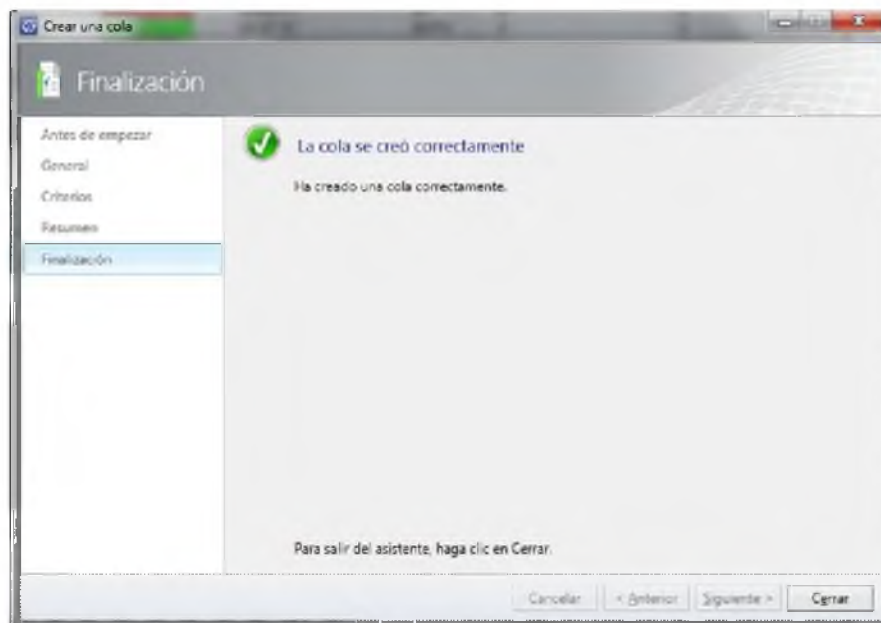 Crear una cola
Finalización
Antes de empezar
General
Criterios
Resumen
Finalización
La cola se creó correctamente
Ha creado una cola correctamente.
Para salir del asistente, haga clic en Cerrar.
Cancelar
< Anterior
Siguiente >
Cerrar